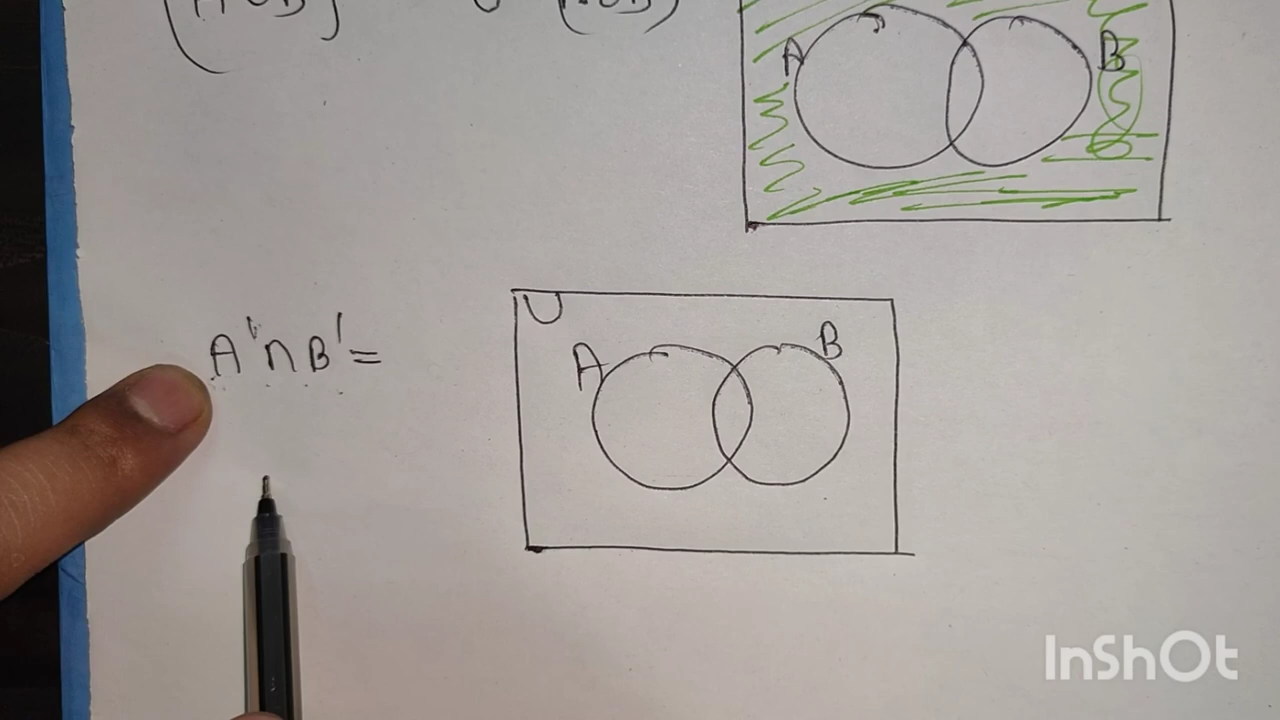 (A∪B)' U (A∪B)
A B
U
A B
A'∩B'=
InShOt